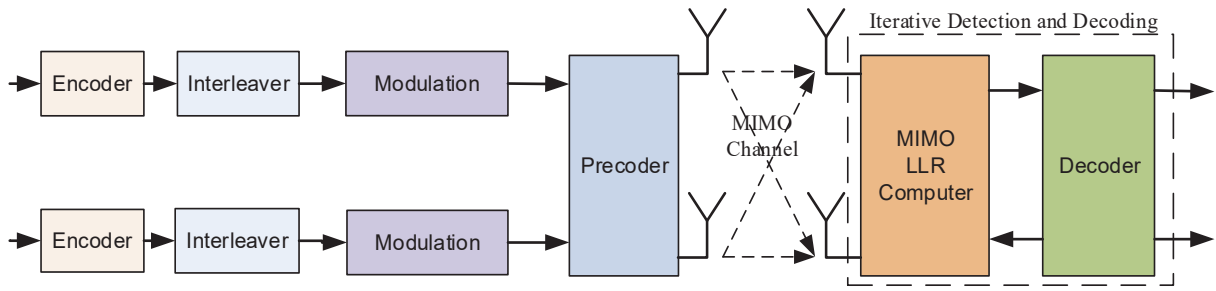 Iterative Detection and Decoding
Encoder
Interleaver
Modulation
Precoder
MIMO
Channel
MIMO
LLR
Computer
Decoder
Encoder
Interleaver
Modulation